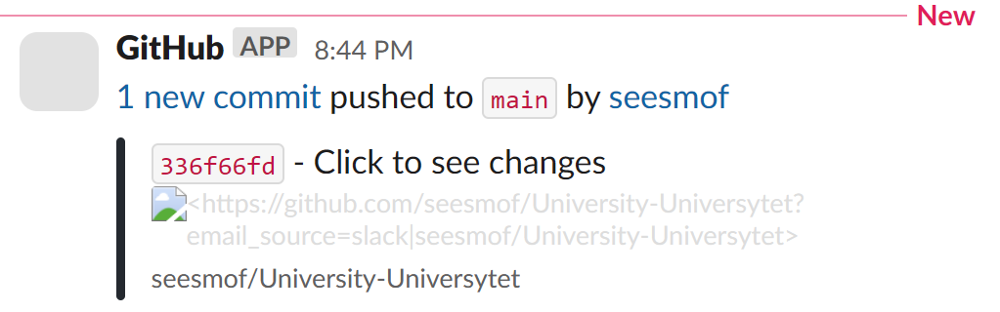 New
GitHub APP 8:44 PM
1 new commit pushed to main by seesmof
336f66fd - Click to see changes
<https://github.com/seesmof/University-Universytet?
email_source=slack|seesmof/University-Universytet>
seesmof/University-Universytet